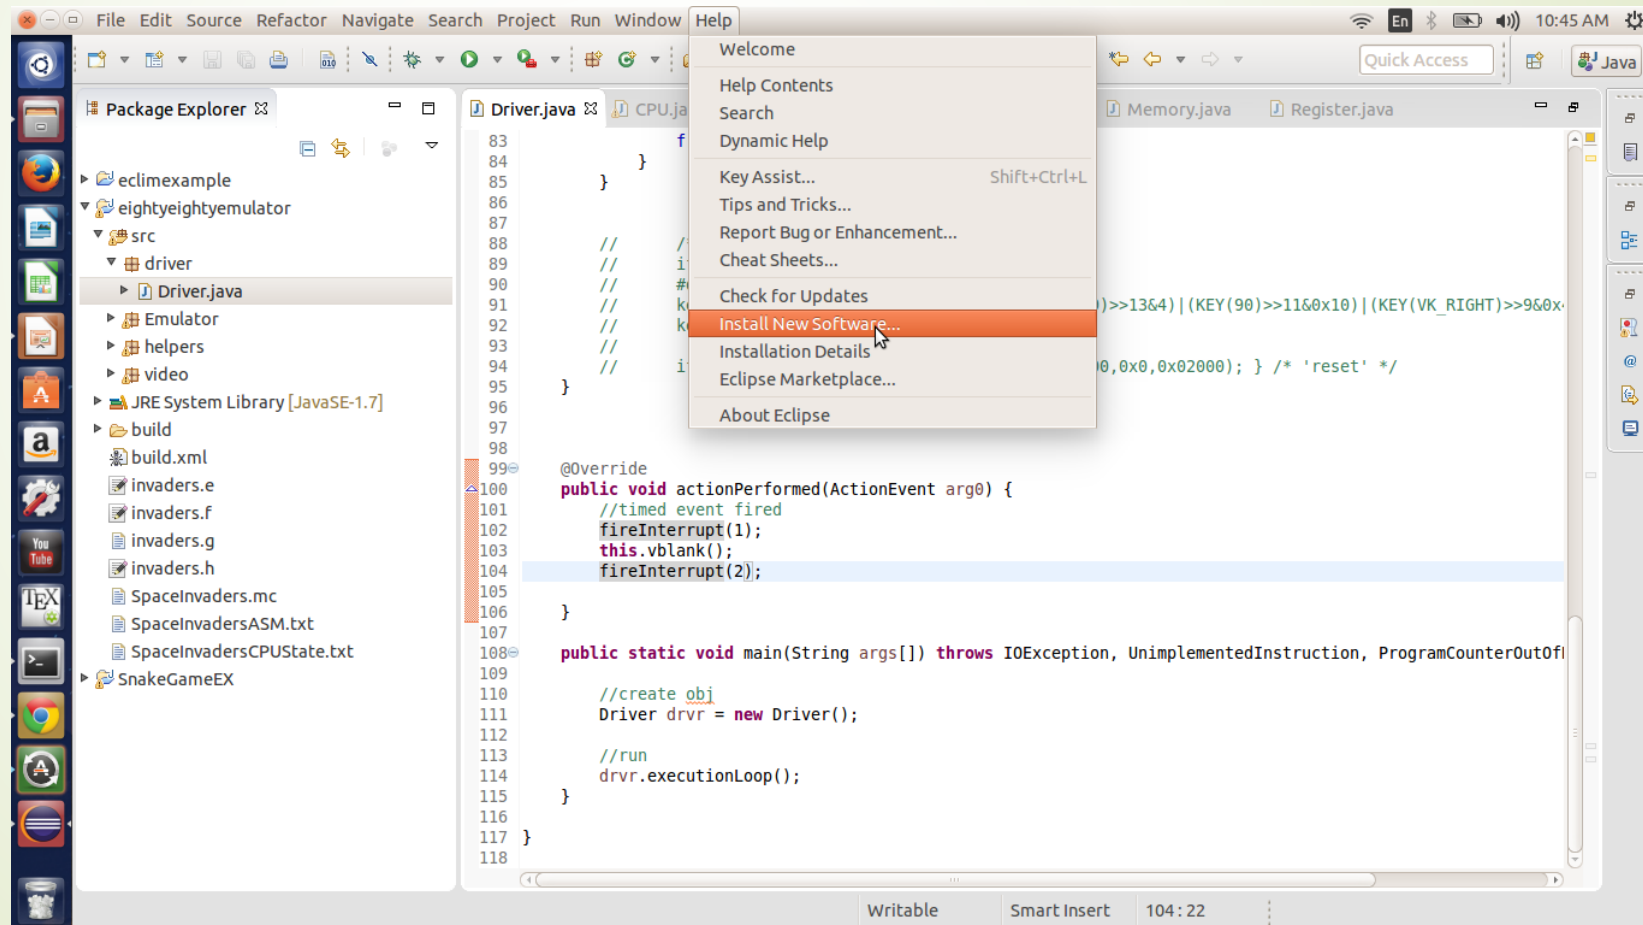 File Edit Source Refactor Navigate Search Project Run Window Help
En
10:45 AM
Quick Access
Java
Welcome
Help Contents
Search
Dynamic Help
Key Assist... Shift+Ctrl+L
Tips and Tricks...
Report Bug or Enhancement...
Cheat Sheets...
Check for Updates
Install New Software...
Installation Details
Eclipse Marketplace...
About Eclipse
Package Explorer
eclimexample
eightyeightyemulator
src
driver
Driver.java
Emulator
helpers
video
JRE System Library [JavaSE-1.7]
build
build.xml
invaders.e
invaders.f
invaders.g
invaders.h
SpaceInvaders.mc
SpaceInvadersASM.txt
SpaceInvadersCPUState.txt
SnakeGameEX
Driver.java CPU.ja Memory.java Register.java
83 f
84 }
85 }
86
87
88 //
89 // i
90 // #
91 // k )>>13&4)|(KEY(90)>>11&0x10)|(KEY(VK_RIGHT)>>9&0x
92 // k
93 //
94 // i 00,0x0,0x02000); } /* 'reset' */
95 }
96
97
98
99 @Override
100 public void actionPerformed(ActionEvent arg0) {
101 //timed event fired
102 fireInterrupt(1);
103 this.vblank();
104 fireInterrupt(2);
105
106 }
107
108 public static void main(String args[]) throws IOException, UnimplementedInstruction, ProgramCounterOutOf
109
110 //create obj
111 Driver drvr = new Driver();
112
113 //run
114 drvr.executionLoop();
115 }
116
117 }
118
Writable Smart Insert 104 : 22
a
You
Tube
TEX